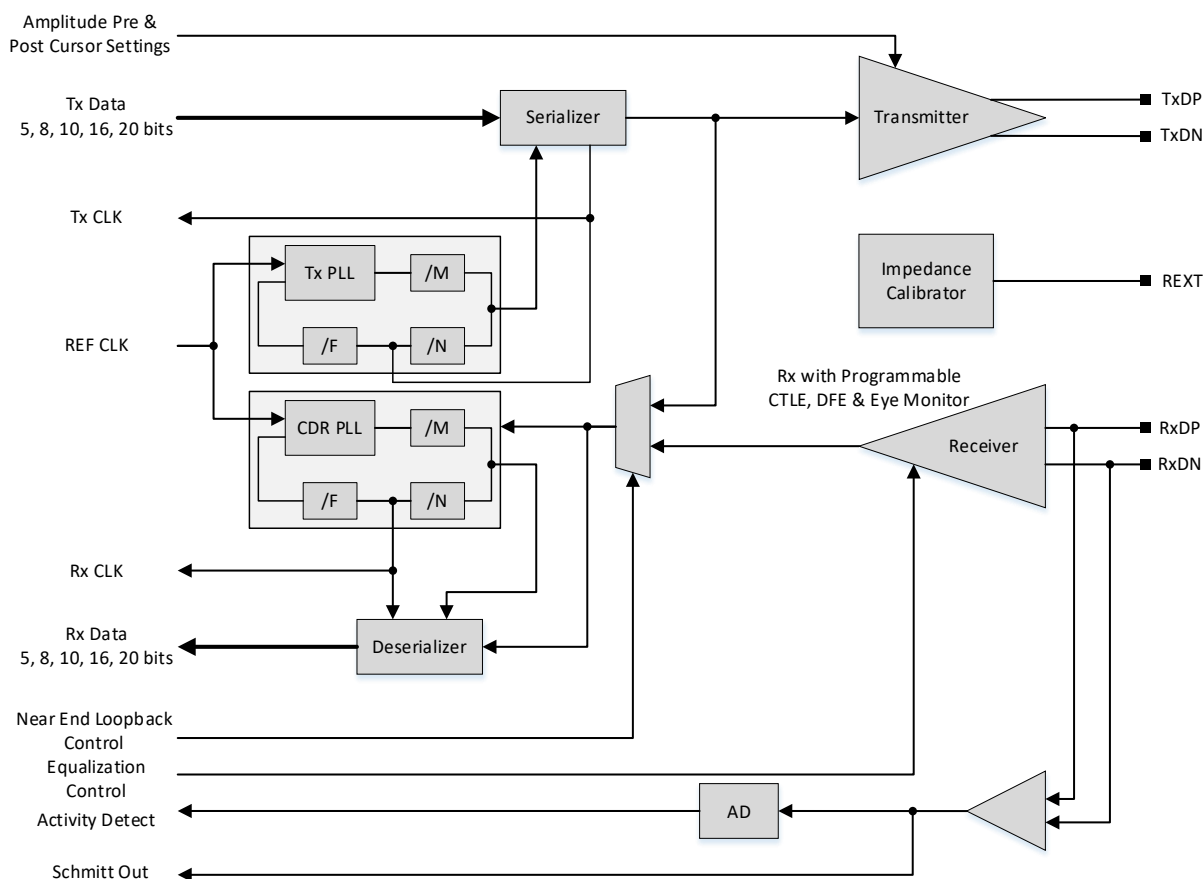 Amplitude Pre &
Post Cursor Settings
Tx Data
5, 8, 10, 16, 20 bits
Serializer
Transmitter
TxDP
TxDN
Tx CLK
Tx PLL
/M
Impedance
Calibrator
REXT
REF CLK
/F
/N
Rx with Programmable
CTLE, DFE & Eye Monitor
CDR PLL
/M
Receiver
RxDP
RxDN
/F
/N
Rx CLK
Rx Data
5, 8, 10, 16, 20 bits
Deserializer
Near End Loopback
Control
Equalization
Control
Activity Detect
AD
Schmitt Out